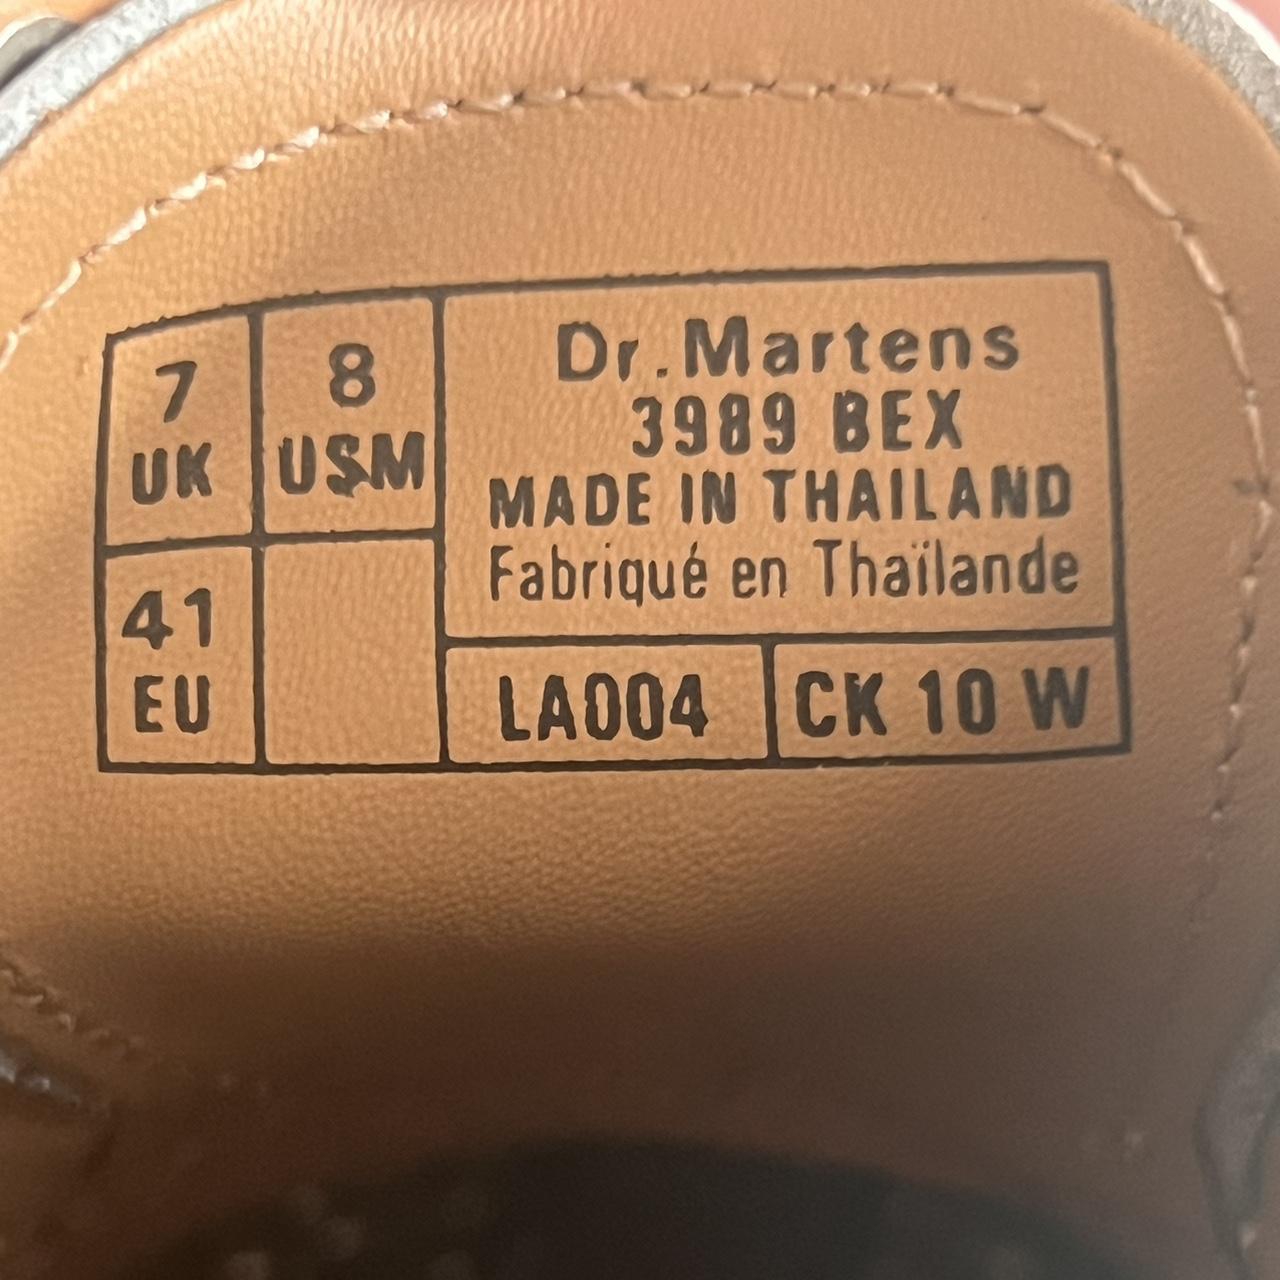 7
UK
8
USM
41
EU
Dr.Martens
3989 BEX
MADE IN THAILAND
Fabriqué en Thaïlande
LA004
CK 10 W